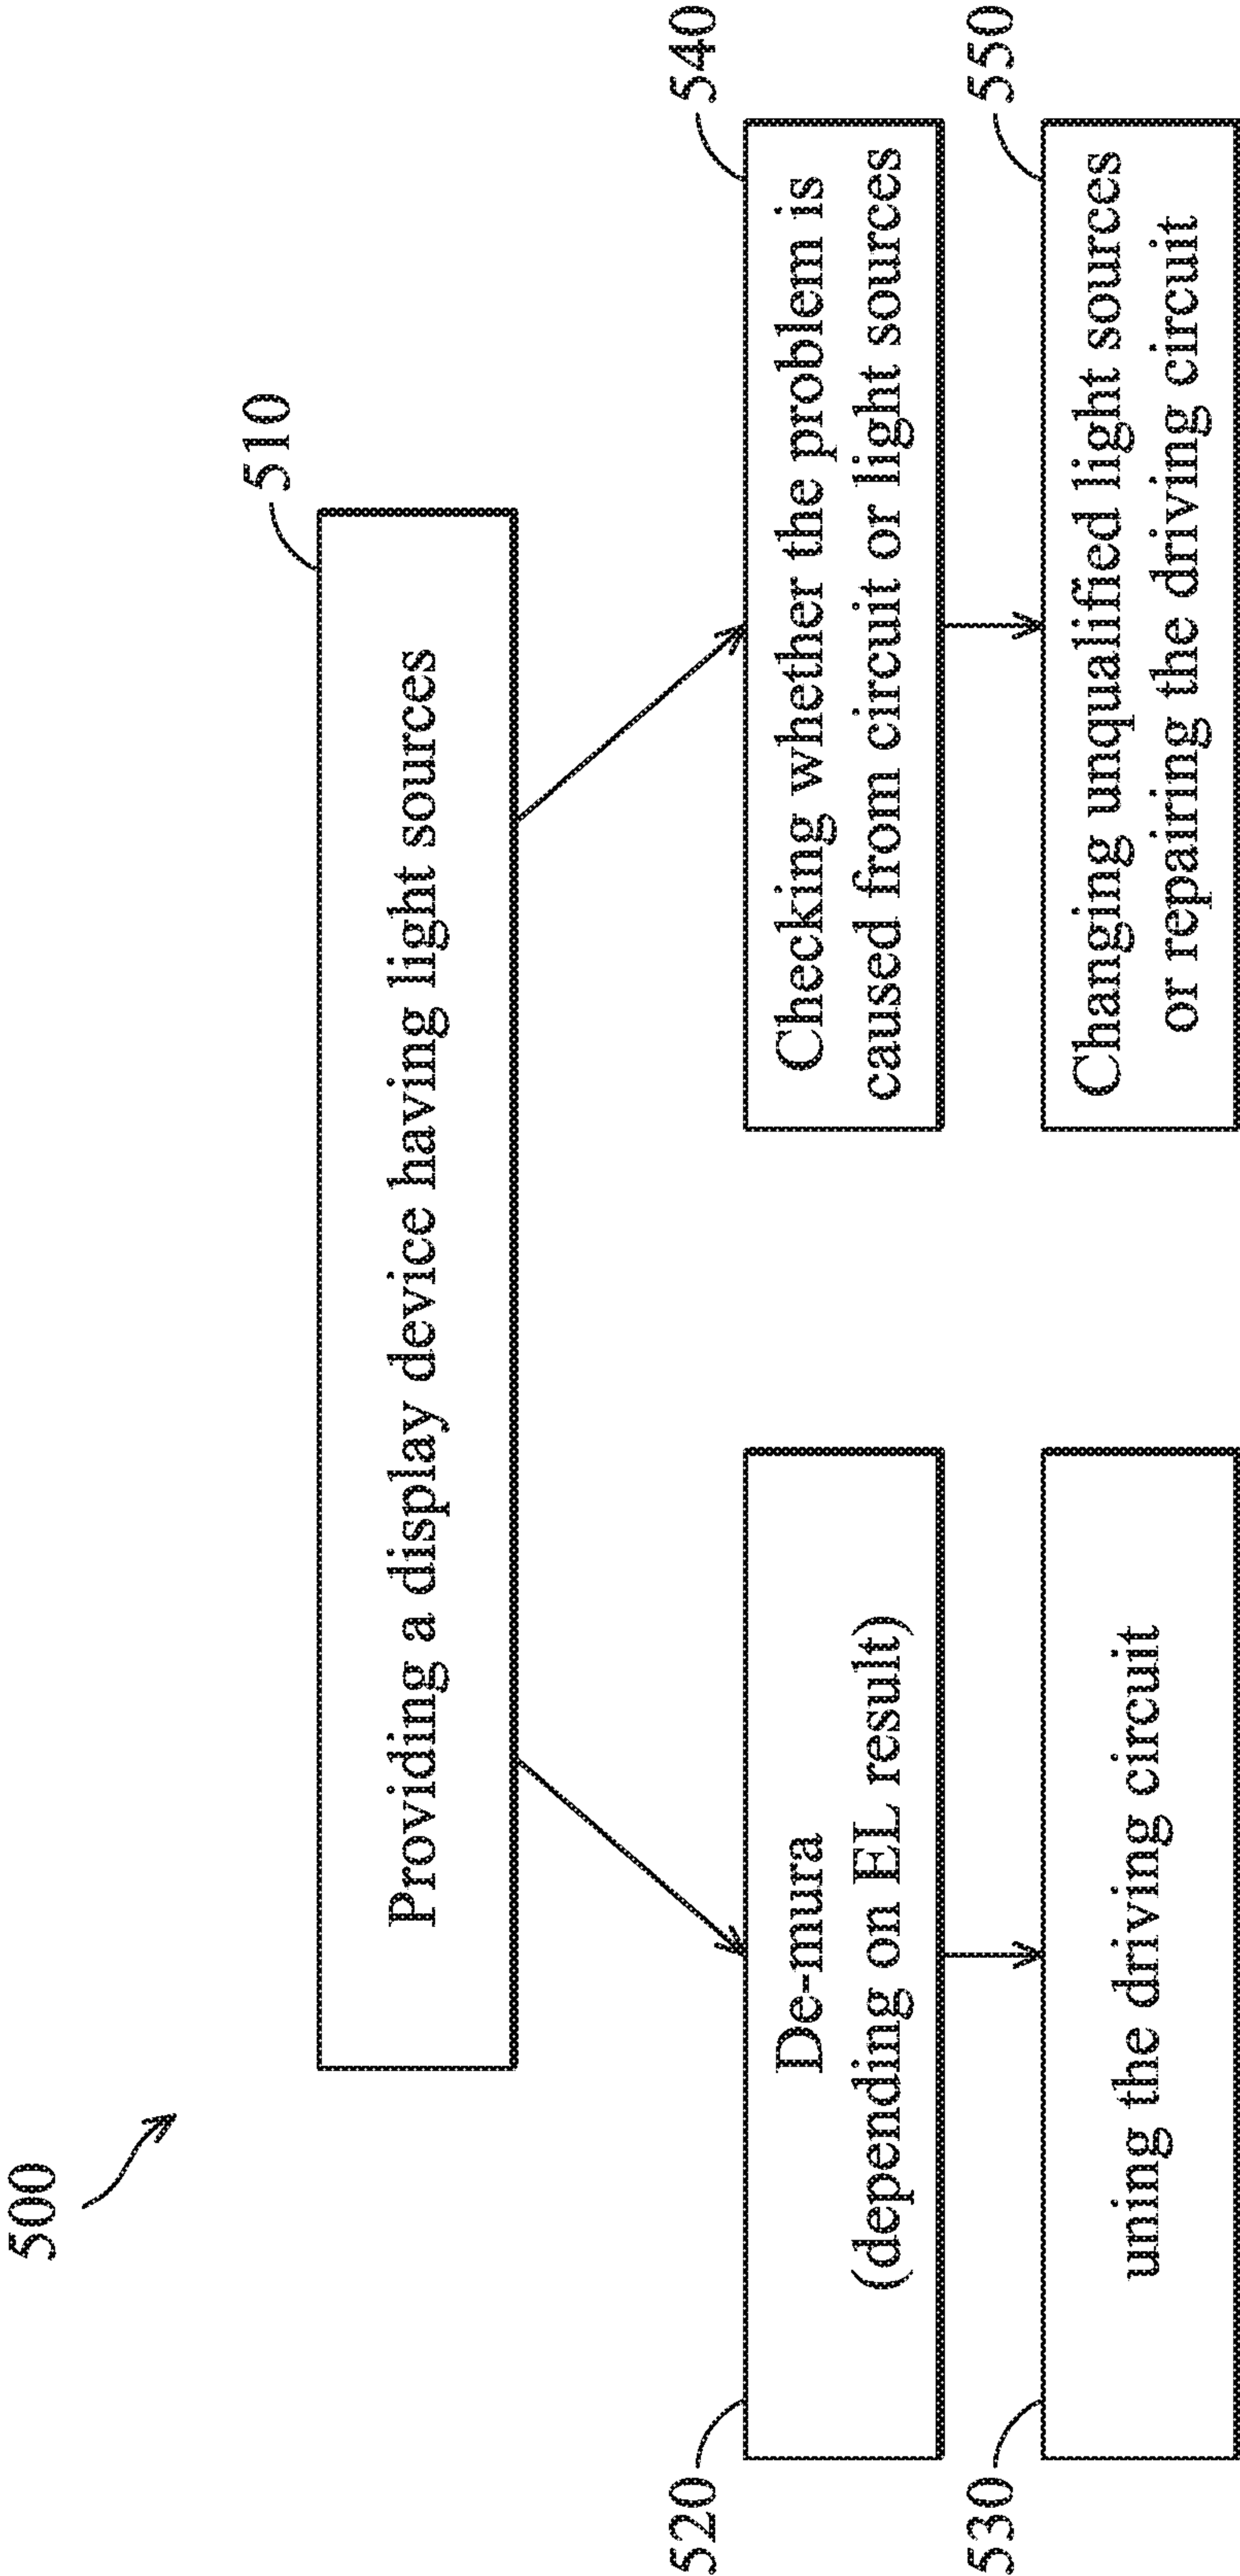 500
510
Providing a display device having light sources
520
De-mura
(depending on EL result)
540
Checking whether the problem is
caused from circuit or light sources
530
uning the driving circuit
550
Changing unqualified light sources
or repairing the driving circuit